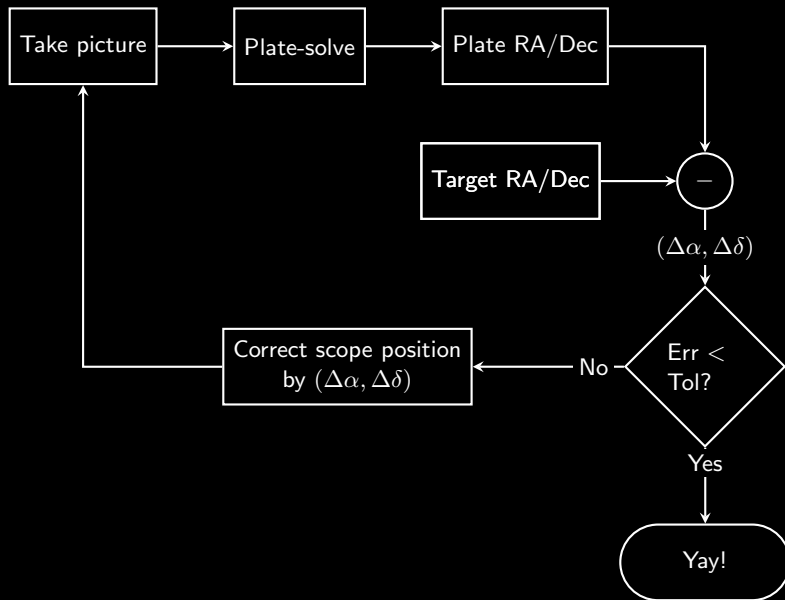 Take picture
Plate-solve
Plate RA/Dec
Target RA/Dec
−
(Δα, Δδ)
Err <
Tol?
No
Correct scope position
by (Δα, Δδ)
Yes
Yay!